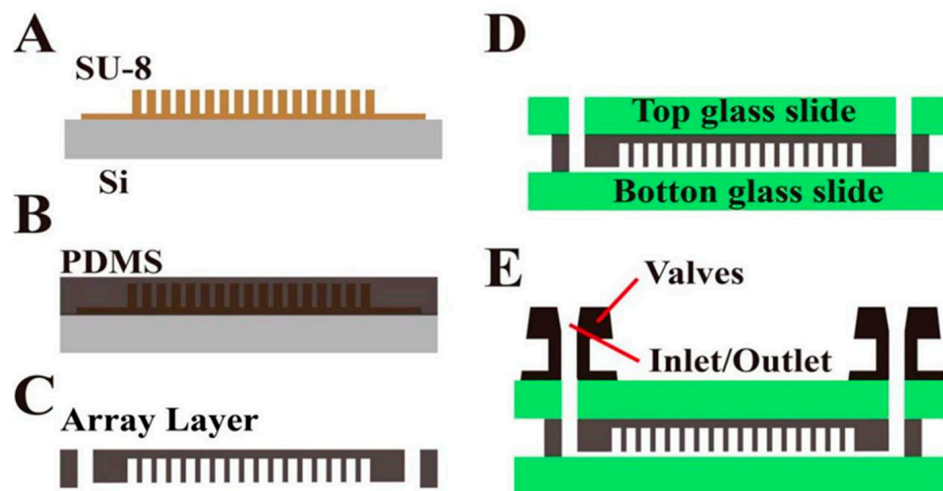 A
SU-8
Si
B
PDMS
C
Array Layer
D
Top glass slide
Botton glass slide
E
Valves
Inlet/Outlet